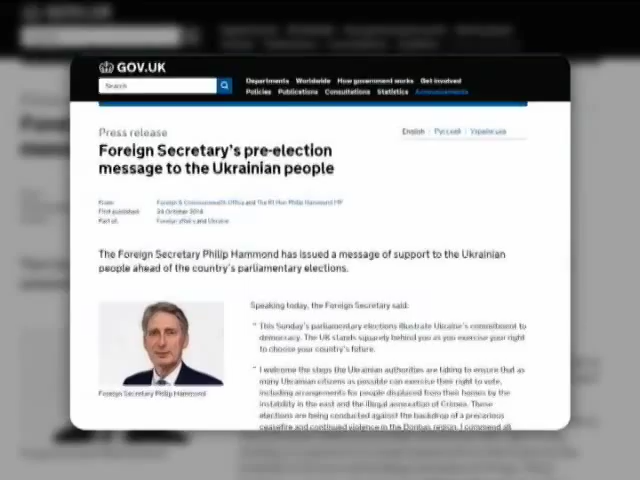 GOV.UK
Search
Departments Worldwide How government works Get involved
Policies Publications Consultations Statistics Announcements
English Русский Українська
Press release
Foreign Secretary's pre-election
message to the Ukrainian people
From: Foreign & Commonwealth Office and The Rt Hon Philip Hammond MP
First published: 24 October 2014
Part of: Foreign affairs and Ukraine
The Foreign Secretary Philip Hammond has issued a message of support to the Ukrainian
people ahead of the country's parliamentary elections.
Foreign Secretary Philip Hammond
Speaking today, the Foreign Secretary said:
" This Sunday's parliamentary elections illustrate Ukraine's commitment to
democracy. The UK stands squarely behind you as you exercise your right
to choose your country's future.
" I welcome the steps the Ukrainian authorities are taking to ensure that as
many Ukrainian citizens as possible can exercise their right to vote,
including arrangements for people displaced from their homes by the
instability in the east and the illegal annexation of Crimea. These
elections are being conducted against the backdrop of a precarious
ceasefire and continued violence in the Donbas region. I commend all